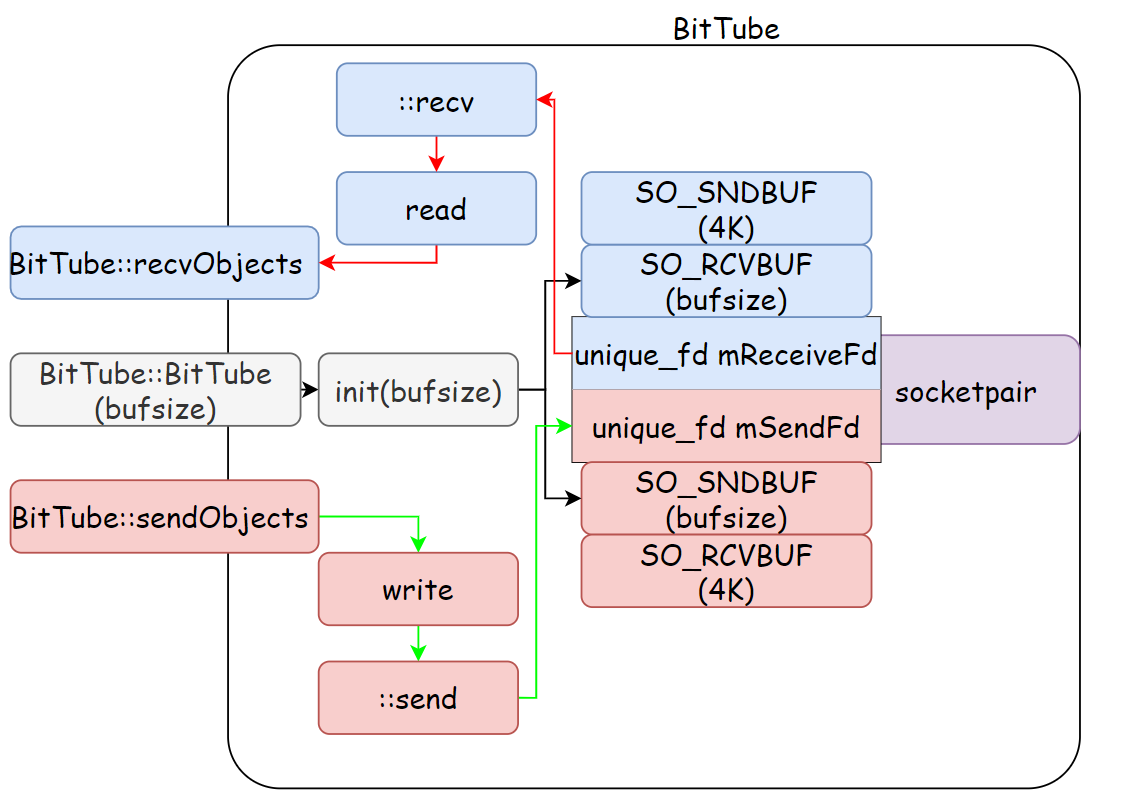 BitTube
::recv
read
BitTube::recvObjects
SO_SNDBUF
(4K)
SO_RCVBUF
(bufsize)
unique_fd mReceiveFd
socketpair
BitTube::BitTube
(bufsize)
init(bufsize)
unique_fd mSendFd
SO_SNDBUF
(bufsize)
SO_RCVBUF
(4K)
BitTube::sendObjects
write
::send